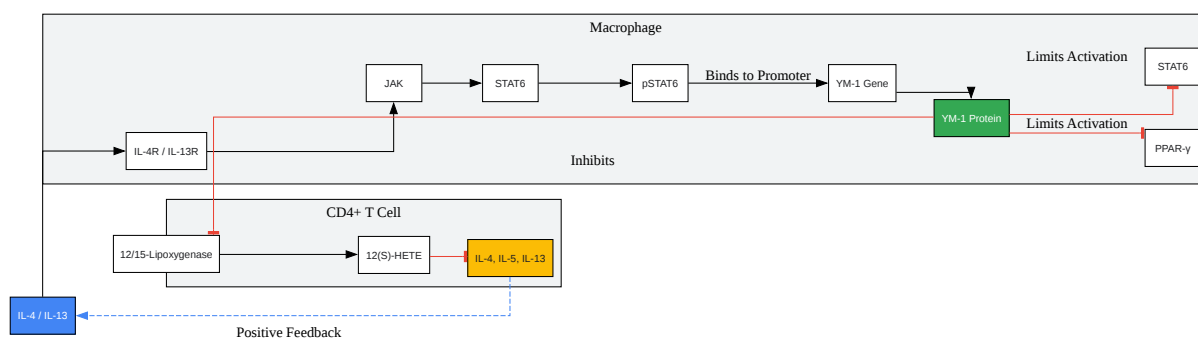 Macrophage
Limits Activation
STAT6
JAK
STAT6
pSTAT6
Binds to Promoter
YM-1 Gene
YM-1 Protein
Limits Activation
PPAR-γ
IL-4R / IL-13R
Inhibits
CD4+ T Cell
12/15-Lipoxygenase
12(S)-HETE
IL-4, IL-5, IL-13
IL-4 / IL-13
Positive Feedback